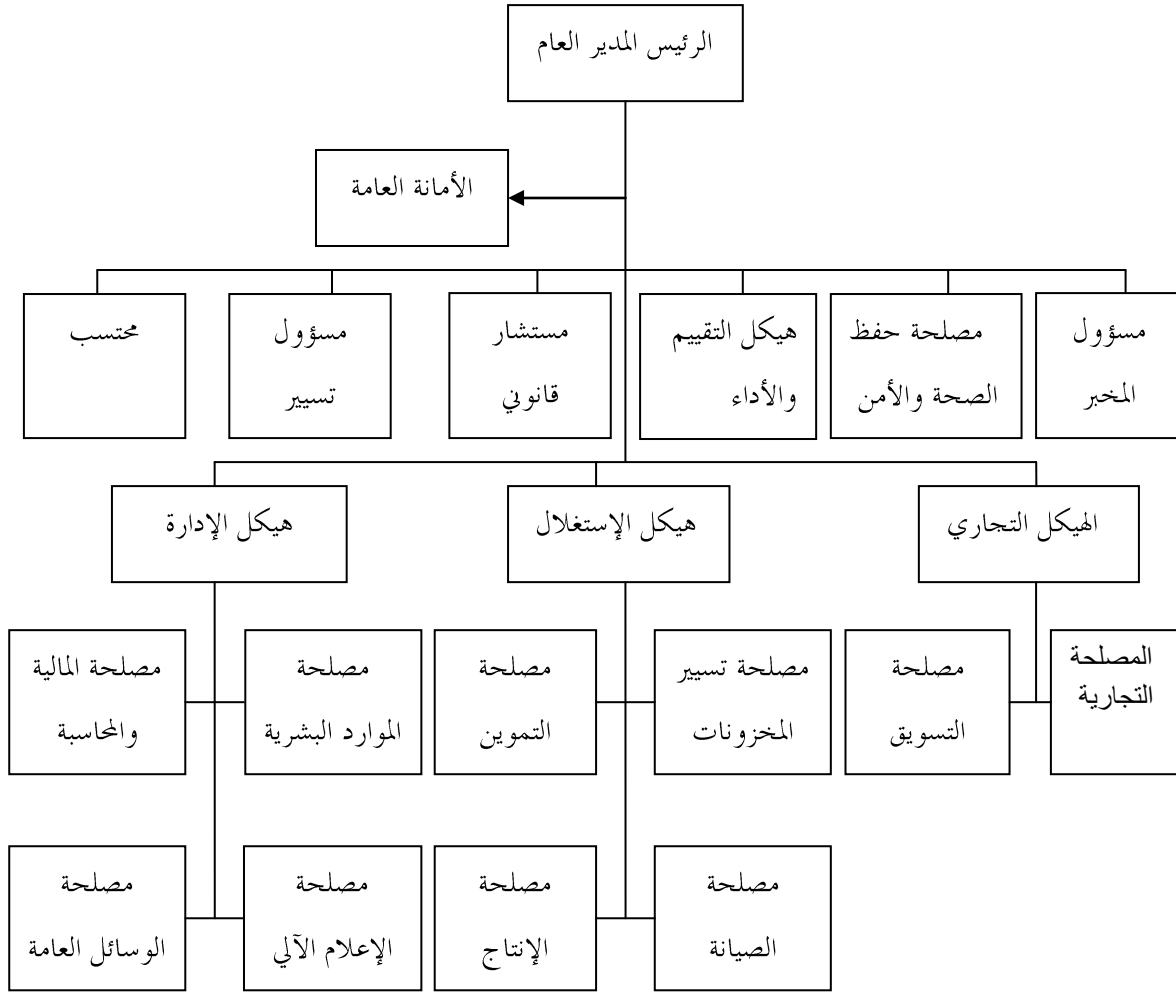 الرئيس المدير العام
الأمانة العامة
مسؤول
المخبر
مصلحة حفظ
الصحة والأمن
هيكل التقييم
والأداء
مستشار
قانوني
مسؤول
تسيير
محتسب
الهيكل التجاري
هيكل الإستغلال
هيكل الإدارة
المصلحة
التجارية
مصلحة
التسويق
مصلحة تسيير
المخزونات
مصلحة
التموين
مصلحة
الموارد البشرية
مصلحة المالية
والمحاسبة
مصلحة
الصيانة
مصلحة
الإنتاج
مصلحة
الإعلام الآلي
مصلحة
الوسائل العامة